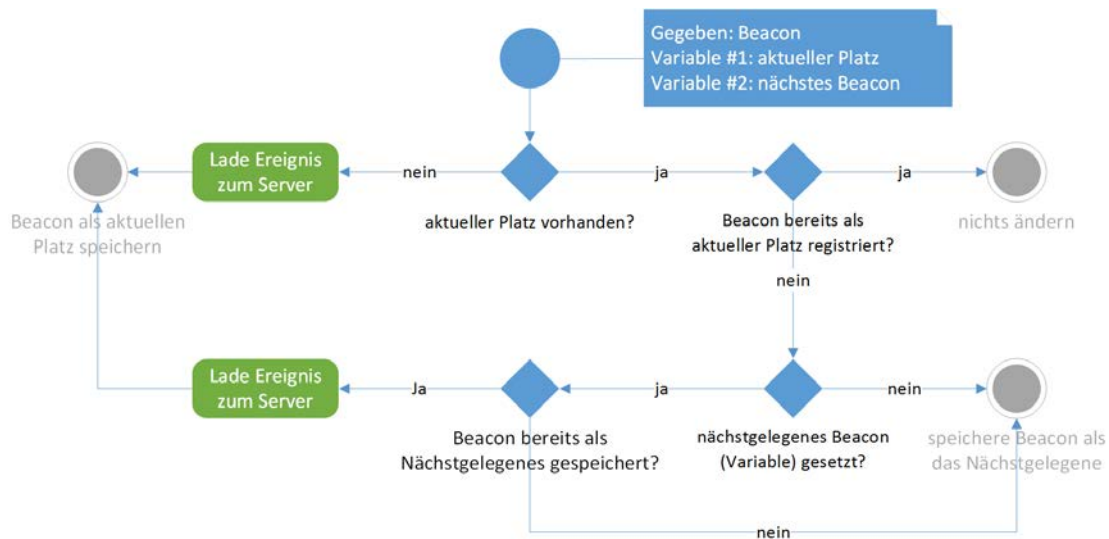 Gegeben: Beacon
Variable #1: aktueller Platz
Variable #2: nächstes Beacon
Lade Ereignis
zum Server
nein
ja
ja
Beacon als aktuellen
Platz speichern
aktueller Platz vorhanden?
Beacon bereits als
aktueller Platz registriert?
nichts ändern
nein
Lade Ereignis
zum Server
Ja
ja
nein
Beacon bereits als
Nächstgelegenes gespeichert?
nächstgelegenes Beacon
(Variable) gesetzt?
speichere Beacon als
das Nächstgelegene
nein